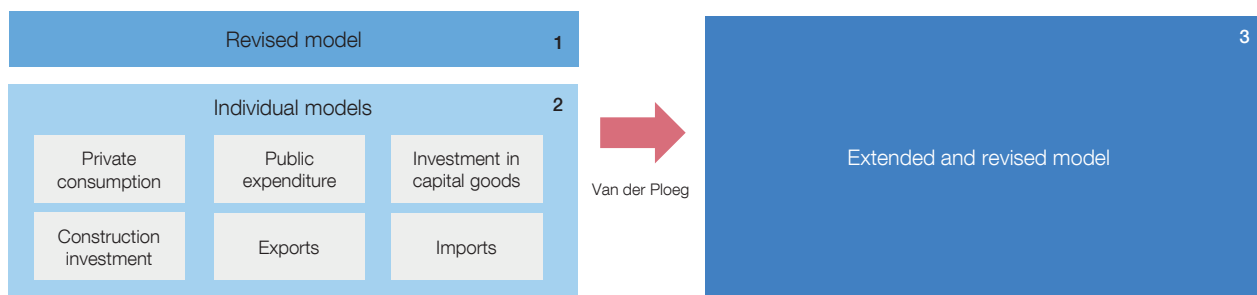 Revised model
1
Individual models
2
Private
consumption
Public
expenditure
Investment in
capital goods
Construction
investment
Exports
Imports
Van der Ploeg
3
Extended and revised model